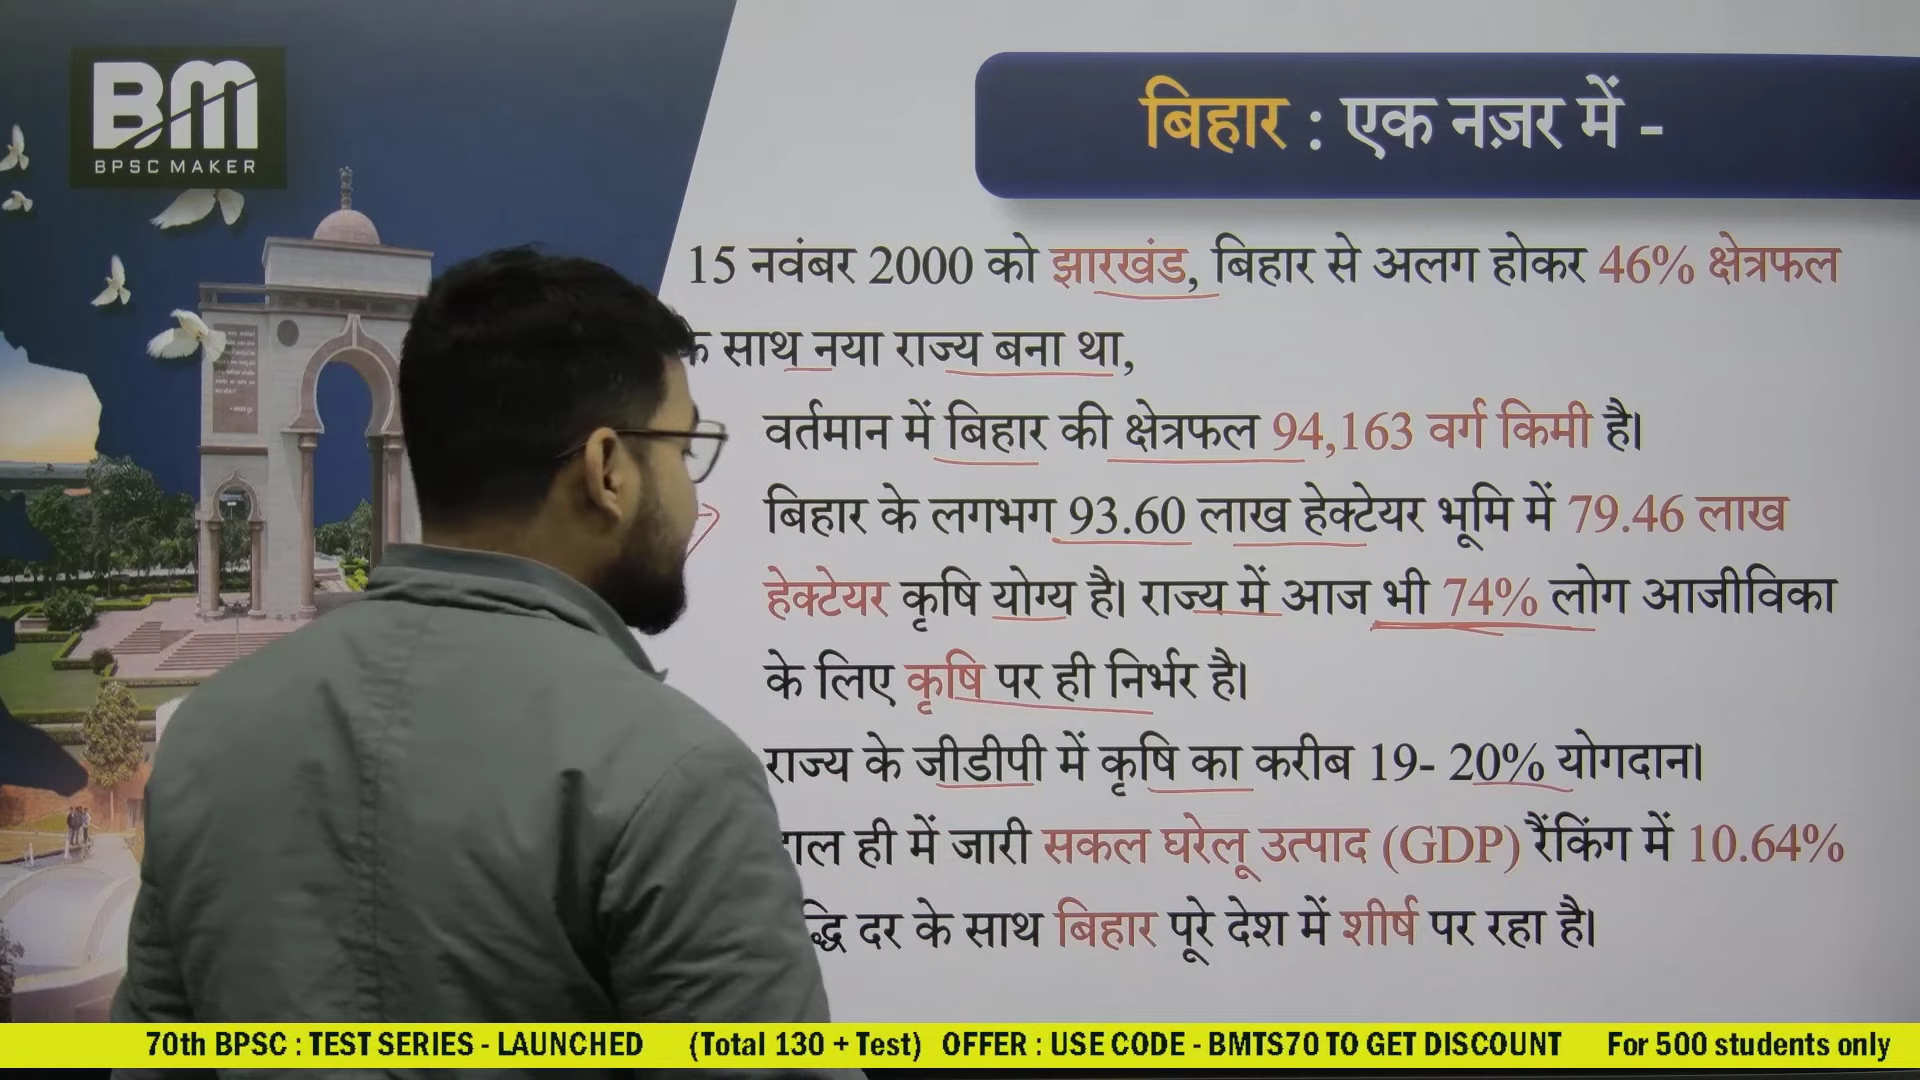 BM
BPSC MAKER
बिहार : एक नज़र में -
15 नवंबर 2000 को झारखंड, बिहार से अलग होकर 46% क्षेत्रफल
साथ नया राज्य बना था,
वर्तमान में बिहार की क्षेत्रफल 94,163 वर्ग किमी है।
बिहार के लगभग 93.60 लाख हेक्टेयर भूमि में 79.46 लाख
हेक्टेयर कृषि योग्य है। राज्य में आज भी 74% लोग आजीविका
के लिए कृषि पर ही निर्भर है।
राज्य के जीडीपी में कृषि का करीब 19- 20% योगदान।
ही में जारी सकल घरेलू उत्पाद (GDP) रैंकिंग में 10.64%
दर के साथ बिहार पूरे देश में शीर्ष पर रहा है।
70th BPSC : TEST SERIES - LAUNCHED (Total 130 + Test) OFFER : USE CODE - BMTS70 TO GET DISCOUNT For 500 students only